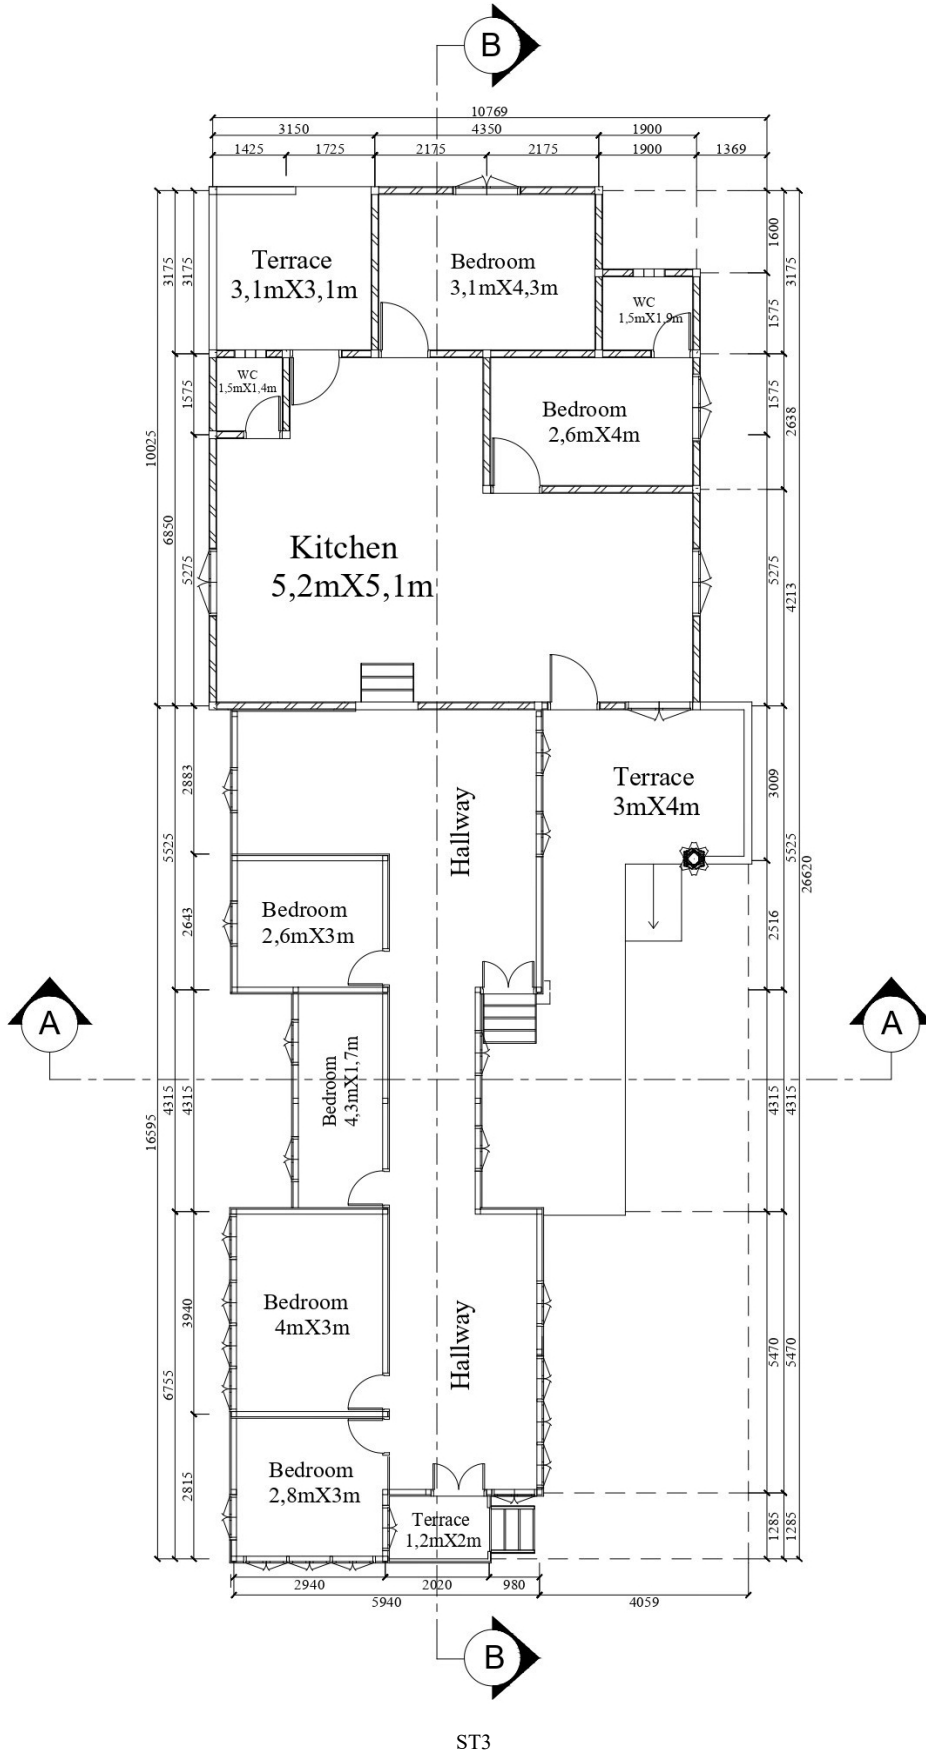 B
10769
3150 4350 1900
1425 1725 2175 2175 1900 1369
Terrace
3,1mX3,1m
Bedroom
3,1mX4,3m
WC
1,5mX1,9m
WC
1,5mX1,4m
Bedroom
2,6mX4m
Kitchen
5,2mX5,1m
3175
3175
1575
10025
6850
5275
1600
3175
1575
1575
2638
5275
4213
Hallway
Terrace
3mX4m
Bedroom
2,6mX3m
2883
5525
2643
3009
5525
26620
2516
A
A
Bedroom
4,3mX1,7m
4315
4315
16595
4315
4315
Bedroom
4mX3m
Hallway
3940
6755
2815
5470
5470
Bedroom
2,8mX3m
Terrace
1,2mX2m
1285
1285
2940 2020 980
5940 4059
B
ST3